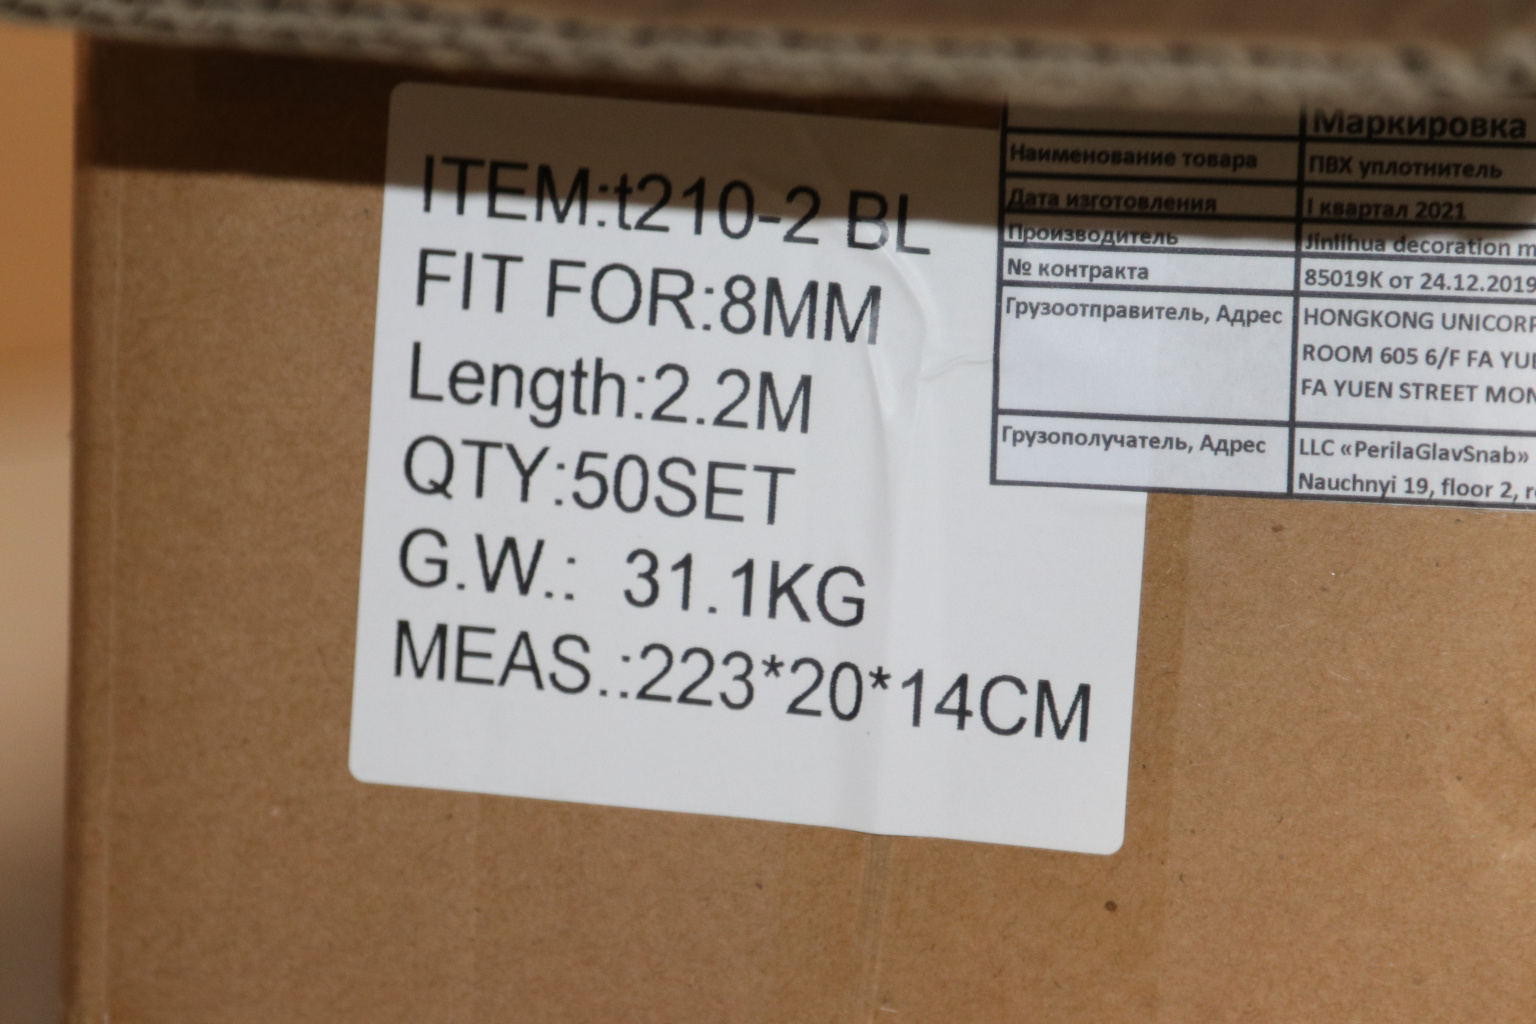 ITEM:t210-2 BL
FIT FOR:8MM
Length:2.2M
QTY:50SET
G.W.: 31.1KG
MEAS.:223*20*14CM
Маркировка
Наименование товара ПВХ уплотнитель
Дата изготовления I квартал 2021
Производитель Jinlihua decoration
№ контракта 85019К от 24.12.2019
Грузоотправитель, Адрес HONGKONG
ROOM 605 6/F FA
FA YUEN STREET
Грузополучатель, Адрес LLC «PerilaGlavSnab»
Nauchnyi 19, floor 2,